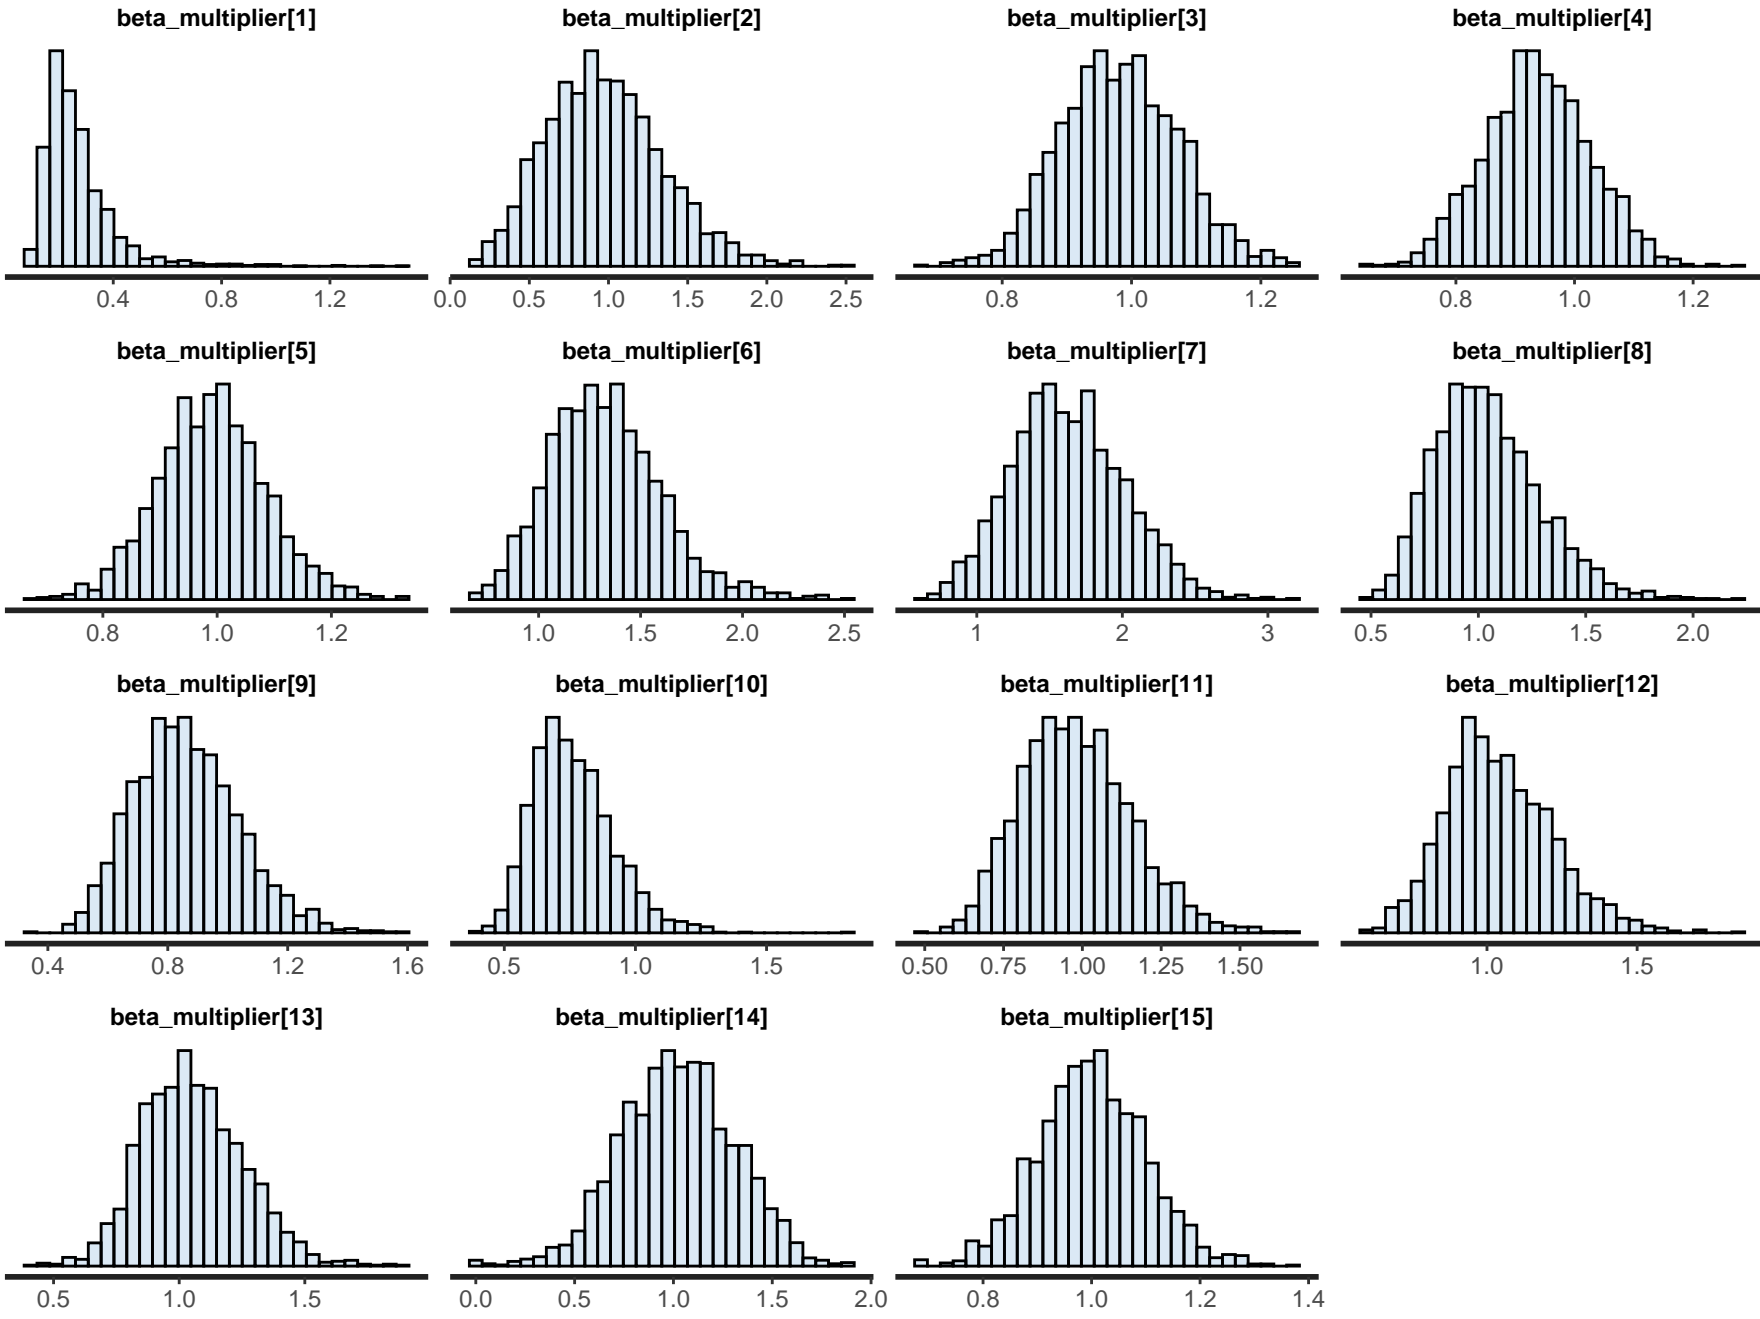 beta_multiplier[1] beta_multiplier[2] beta_multiplier[3] beta_multiplier[4]
0.4 0.8 1.2 0.0 0.5 1.0 1.5 2.0 2.5 0.8 1.0 1.2 0.8 1.0 1.2
beta_multiplier[5] beta_multiplier[6] beta_multiplier[7] beta_multiplier[8]
0.8 1.0 1.2 1.0 1.5 2.0 2.5 1 2 3 0.5 1.0 1.5 2.0
beta_multiplier[9] beta_multiplier[10] beta_multiplier[11] beta_multiplier[12]
0.4 0.8 1.2 1.6 0.5 1.0 1.5 0.50 0.75 1.00 1.25 1.50 1.0 1.5
beta_multiplier[13] beta_multiplier[14] beta_multiplier[15]
0.5 1.0 1.5 0.0 0.5 1.0 1.5 2.0 0.8 1.0 1.2 1.4